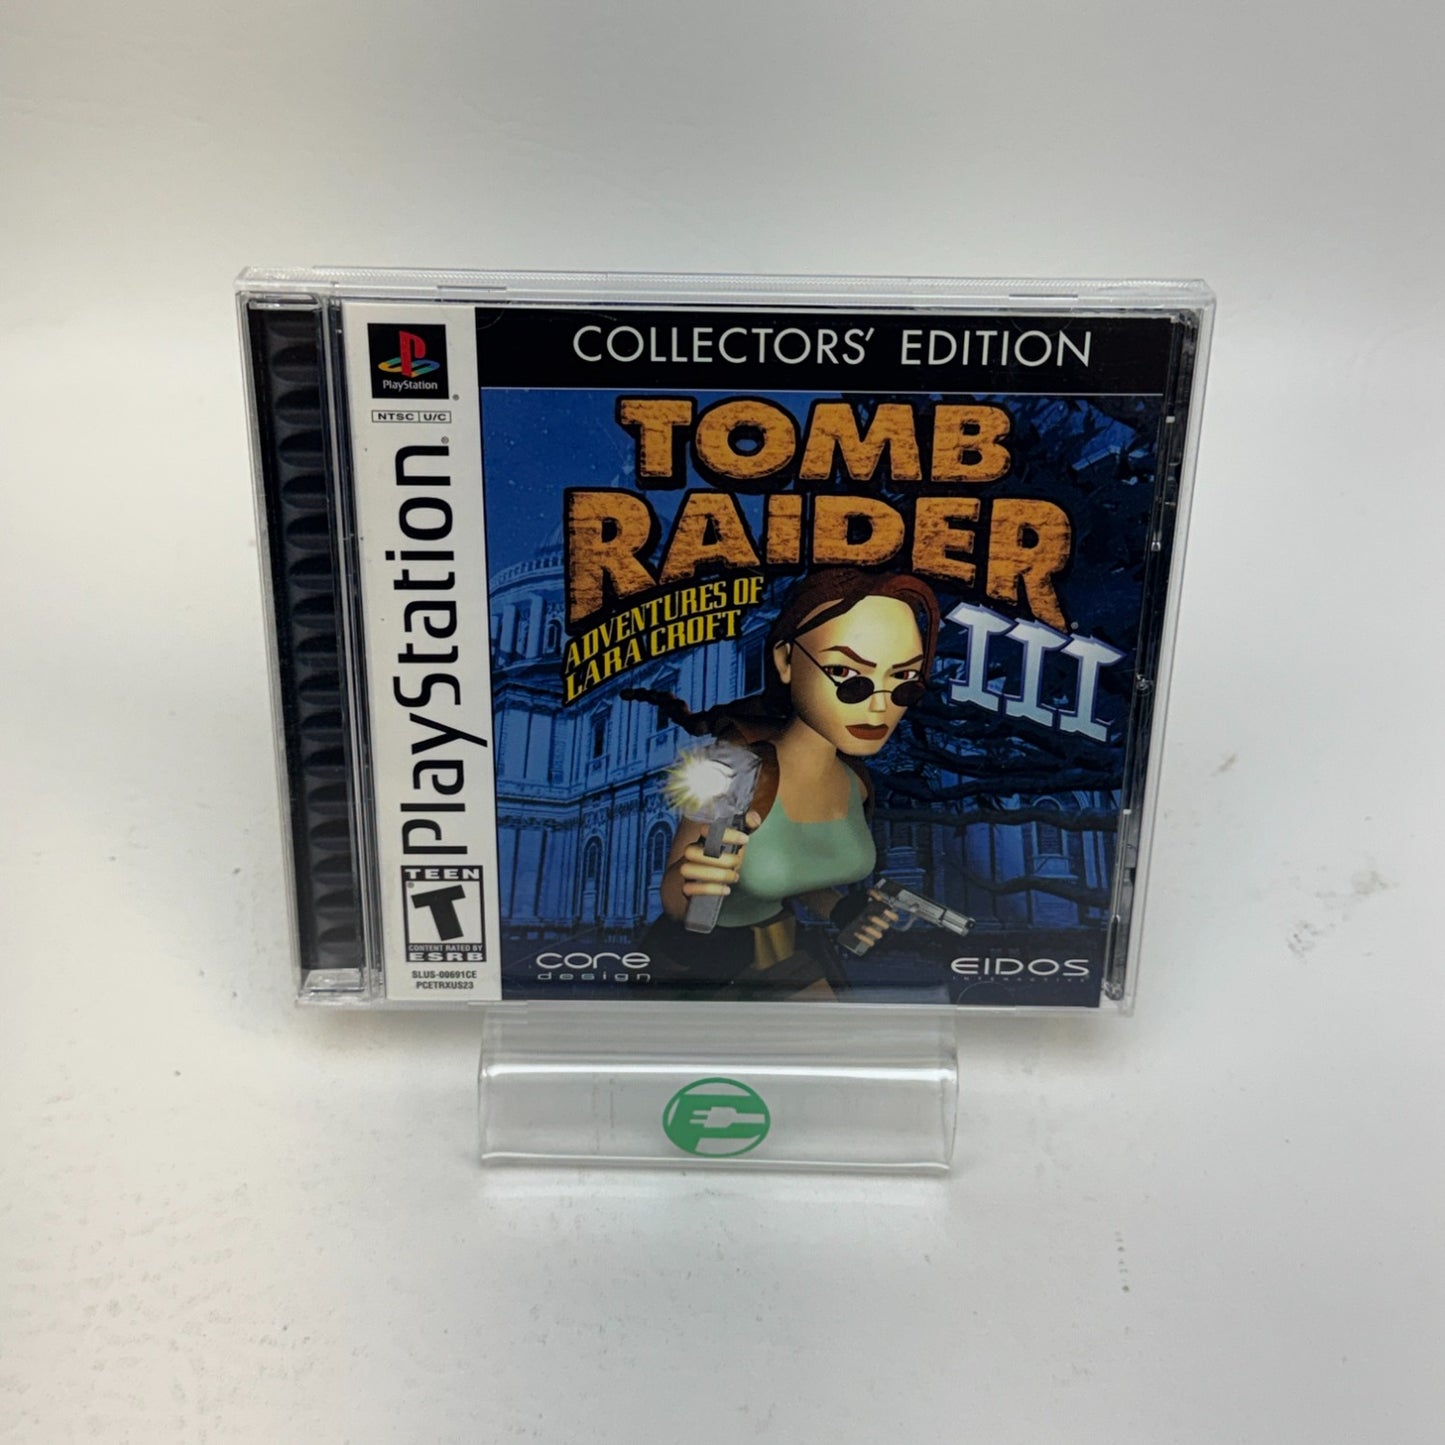 PlayStation
NTSC U/C
PlayStation
TEEN
T
CONTENT RATED BY
ESRB
SLUS-00691CE
PCETRXUS23
COLLECTORS' EDITION
TOMB
RAIDER
III
ADVENTURES OF
LARA CROFT
core
design
EIDOS
INTERACTIVE